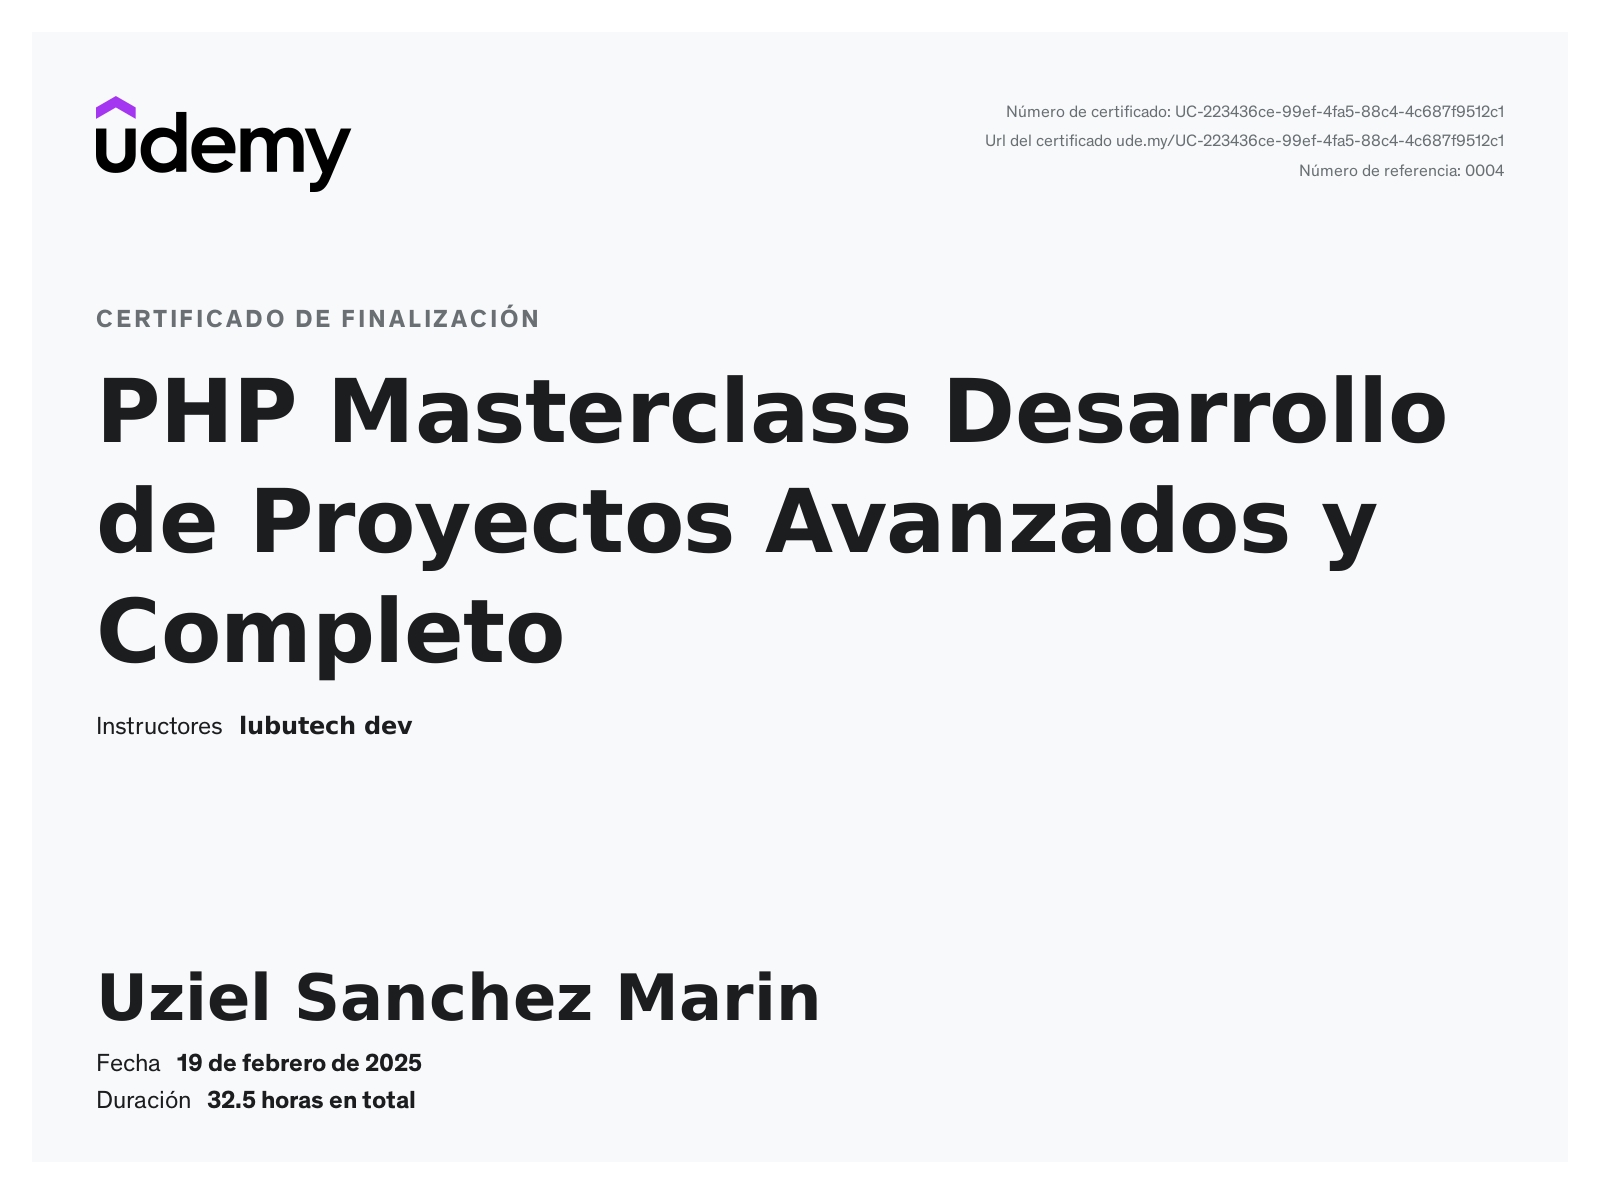 udemy
Número de certificado: UC-223436ce-99ef-4fa5-88c4-4c687f9512c1
Url del certificado ude.my/UC-223436ce-99ef-4fa5-88c4-4c687f9512c1
Número de referencia: 0004
CERTIFICADO DE FINALIZACIÓN
PHP Masterclass Desarrollo
de Proyectos Avanzados y
Completo
Instructores lubutech dev
Uziel Sanchez Marin
Fecha 19 de febrero de 2025
Duración 32.5 horas en total